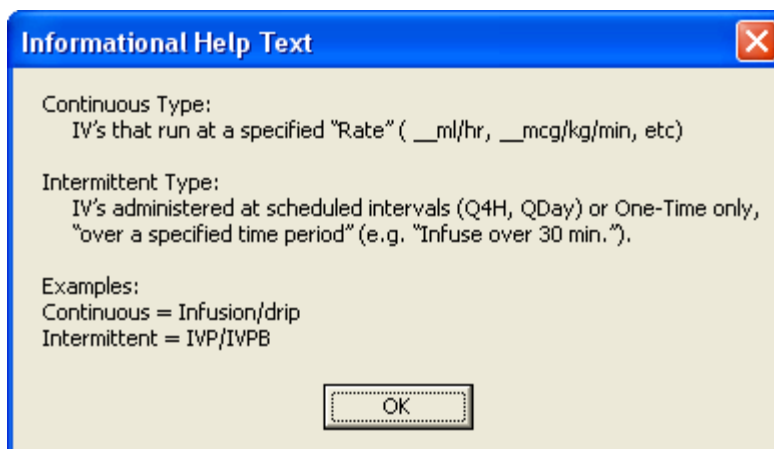 Informational Help Text
Continuous Type:
IV's that run at a specified "Rate" ( __ml/hr, __mcg/kg/min, etc)
Intermittent Type:
IV's administered at scheduled intervals (Q4H, QDay) or One-Time only,
"over a specified time period" (e.g. "Infuse over 30 min.").
Examples:
Continuous = Infusion/drip
Intermittent = IVP/IVPB
OK